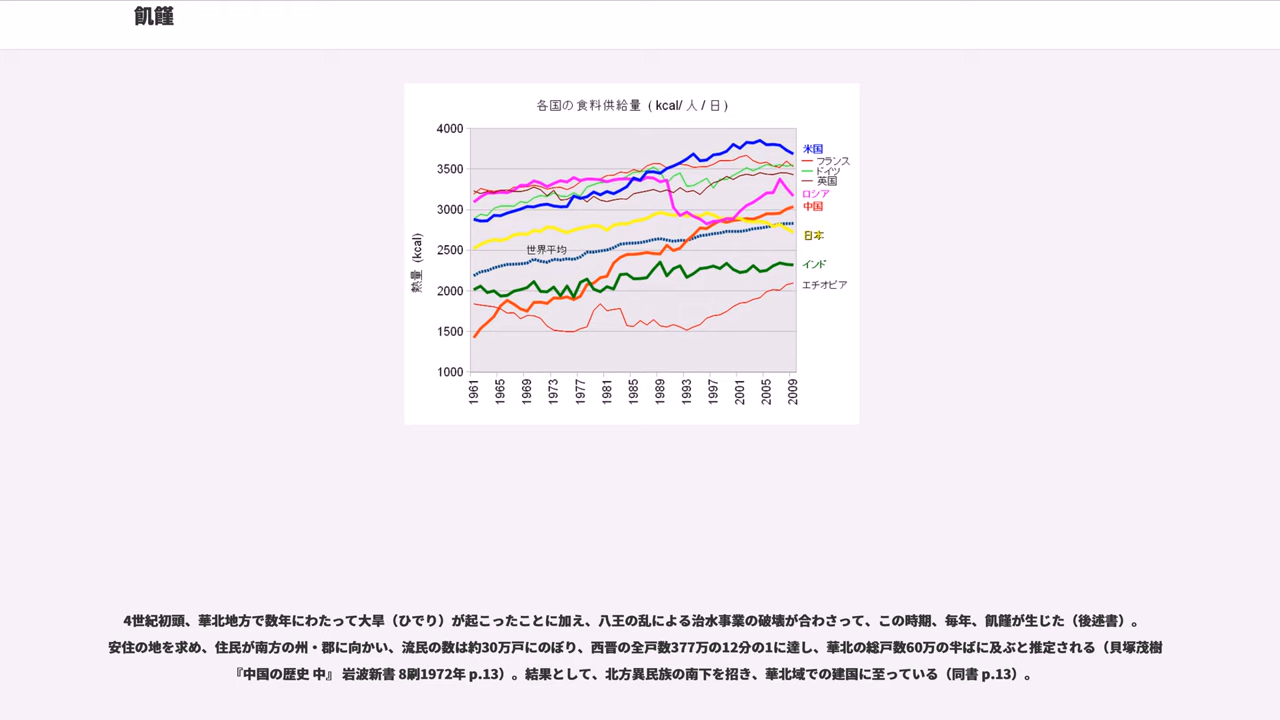 飢饉
各国の食料供給量 ( kcal/ 人 / 日 )
熱量 (kcal)
4000
3500
3000
2500
2000
1500
1000
世界平均
米国
フランス
ドイツ
英国
ロシア
中国
日本
インド
エチオピア
1961 1965 1969 1973 1977 1981 1985 1989 1993 1997 2001 2005 2009
4世紀初頭、華北地方で数年にわたって大旱（ひでり）が起こったことに加え、八王の乱による治水事業の破壊が合わさって、この時期、毎年、飢饉が生じた（後述書）。
安住の地を求め、住民が南方の州・郡に向かい、流民の数は約30万戸にのぼり、西晋の全戸数377万の12分の1に達し、華北の総戸数60万の半ばに及ぶと推定される（貝塚茂樹
『中国の歴史 中』 岩波新書 8刷1972年 p.13）。結果として、北方異民族の南下を招き、華北域での建国に至っている（同書 p.13）。